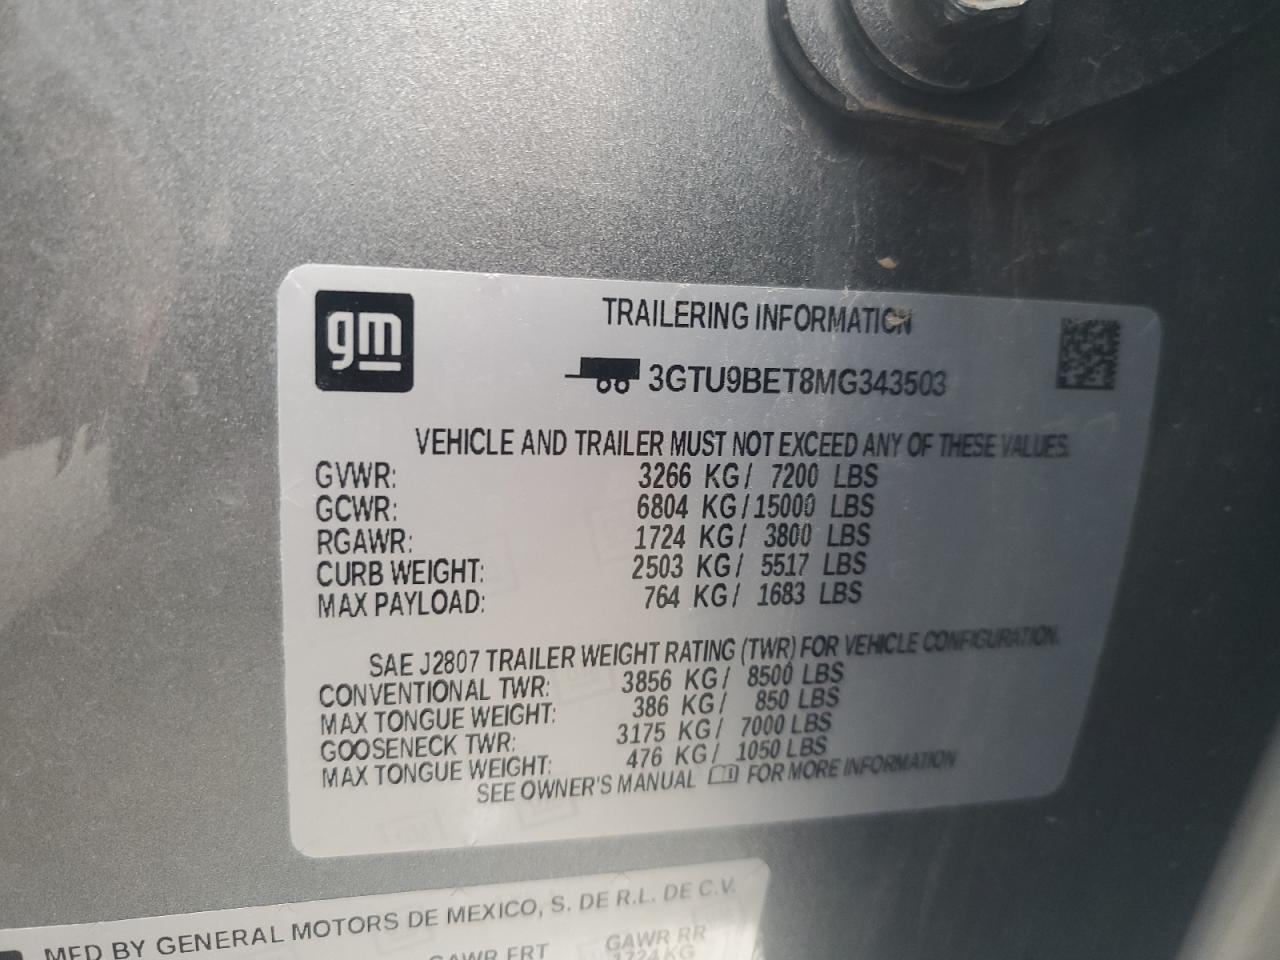 gm
TRAILERING INFORMATION
3GTU9BET8MG343503
VEHICLE AND TRAILER MUST NOT EXCEED ANY OF THESE VALUES.
GVWR: 3266 KG/ 7200 LBS
GCWR: 6804 KG/15000 LBS
RGAWR: 1724 KG/ 3800 LBS
CURB WEIGHT: 2503 KG/ 5517 LBS
MAX PAYLOAD: 764 KG/ 1683 LBS
SAE J2807 TRAILER WEIGHT RATING (TWR) FOR VEHICLE CONFIGURATION.
CONVENTIONAL TWR: 3856 KG/ 8500 LBS
MAX TONGUE WEIGHT: 386 KG/ 850 LBS
GOOSENECK TWR: 3175 KG/ 7000 LBS
MAX TONGUE WEIGHT: 476 KG/ 1050 LBS
SEE OWNER'S MANUAL FOR MORE INFORMATION
MFD BY GENERAL MOTORS DE MEXICO, S. DE R.L. DE C.V.
GAWR FRT GAWR RR
1724 KG